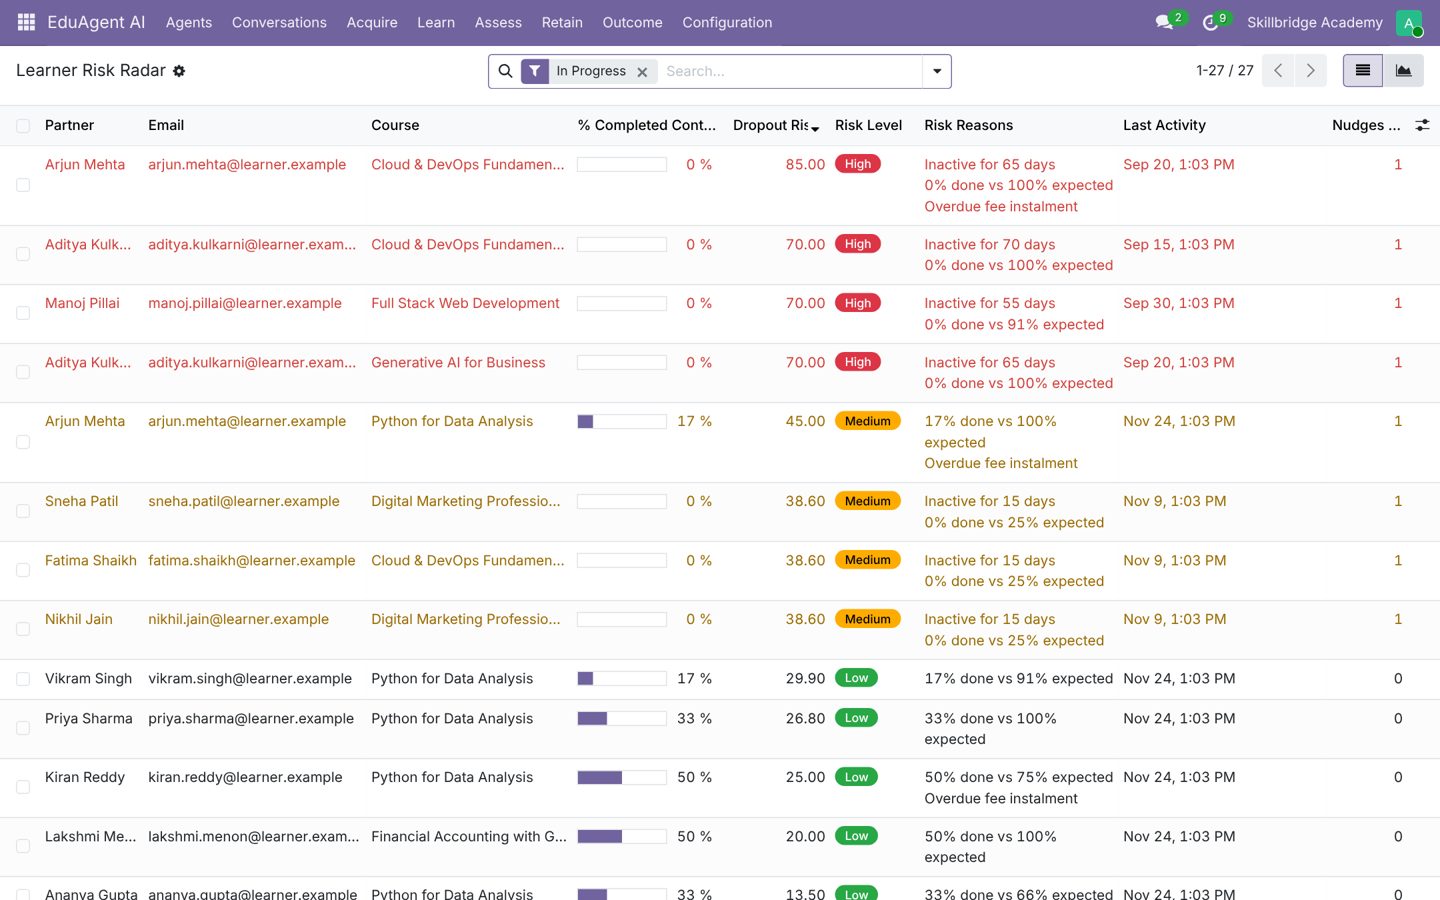 EduAgent AI Agents Conversations Acquire Learn Assess Retain Outcome Configuration 2 9 Skillbridge Academy A
Learner Risk Radar In Progress Search... 1-27 / 27
Partner Email Course % Completed Cont... Dropout Ris Risk Level Risk Reasons Last Activity Nudges ...
Arjun Mehta arjun.mehta@learner.example Cloud & DevOps Fundamen... 0 % 85.00 High Inactive for 65 days Sep 20, 1:03 PM 1
0% done vs 100% expected
Overdue fee instalment
Aditya Kulk... aditya.kulkarni@learner.exam... Cloud & DevOps Fundamen... 0 % 70.00 High Inactive for 70 days Sep 15, 1:03 PM 1
0% done vs 100% expected
Manoj Pillai manoj.pillai@learner.example Full Stack Web Development 0 % 70.00 High Inactive for 55 days Sep 30, 1:03 PM 1
0% done vs 91% expected
Aditya Kulk... aditya.kulkarni@learner.exam... Generative AI for Business 0 % 70.00 High Inactive for 65 days Sep 20, 1:03 PM 1
0% done vs 100% expected
Arjun Mehta arjun.mehta@learner.example Python for Data Analysis 17 % 45.00 Medium 17% done vs 100% Nov 24, 1:03 PM 1
expected
Overdue fee instalment
Sneha Patil sneha.patil@learner.example Digital Marketing Professio... 0 % 38.60 Medium Inactive for 15 days Nov 9, 1:03 PM 1
0% done vs 25% expected
Fatima Shaikh fatima.shaikh@learner.example Cloud & DevOps Fundamen... 0 % 38.60 Medium Inactive for 15 days Nov 9, 1:03 PM 1
0% done vs 25% expected
Nikhil Jain nikhil.jain@learner.example Digital Marketing Professio... 0 % 38.60 Medium Inactive for 15 days Nov 9, 1:03 PM 1
0% done vs 25% expected
Vikram Singh vikram.singh@learner.example Python for Data Analysis 17 % 29.90 Low 17% done vs 91% expected Nov 24, 1:03 PM 0
Priya Sharma priya.sharma@learner.example Python for Data Analysis 33 % 26.80 Low 33% done vs 100% Nov 24, 1:03 PM 0
expected
Kiran Reddy kiran.reddy@learner.example Python for Data Analysis 50 % 25.00 Low 50% done vs 75% expected Nov 24, 1:03 PM 0
Overdue fee instalment
Lakshmi Me... lakshmi.menon@learner.exam... Financial Accounting with G... 50 % 20.00 Low 50% done vs 100% Nov 24, 1:03 PM 0
expected
Ananya Gupta ananya.gupta@learner.example Python for Data Analysis 33 % 13.50 Low 33% done vs 66% expected Nov 24, 1:03 PM 0